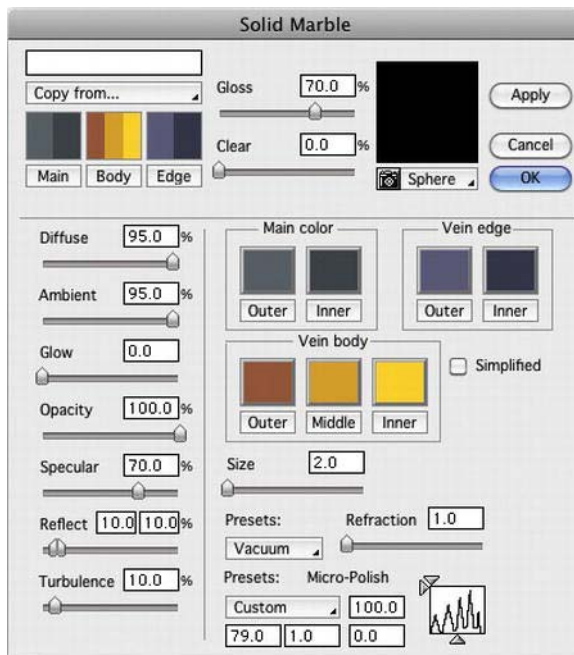 Solid Marble
Copy from...
Main Body Edge
Gloss 70.0 %
Clear 0.0 %
Sphere
Apply
Cancel
OK
Diffuse 95.0 %
Ambient 95.0 %
Glow 0.0
Opacity 100.0 %
Specular 70.0 %
Reflect 10.0 10.0 %
Turbulence 10.0 %
Main color
Outer Inner
Vein edge
Outer Inner
Vein body
Outer Middle Inner
Simplified
Size 2.0
Presets: Refraction 1.0
Vacuum
Presets: Micro-Polish
Custom 100.0
79.0 1.0 0.0